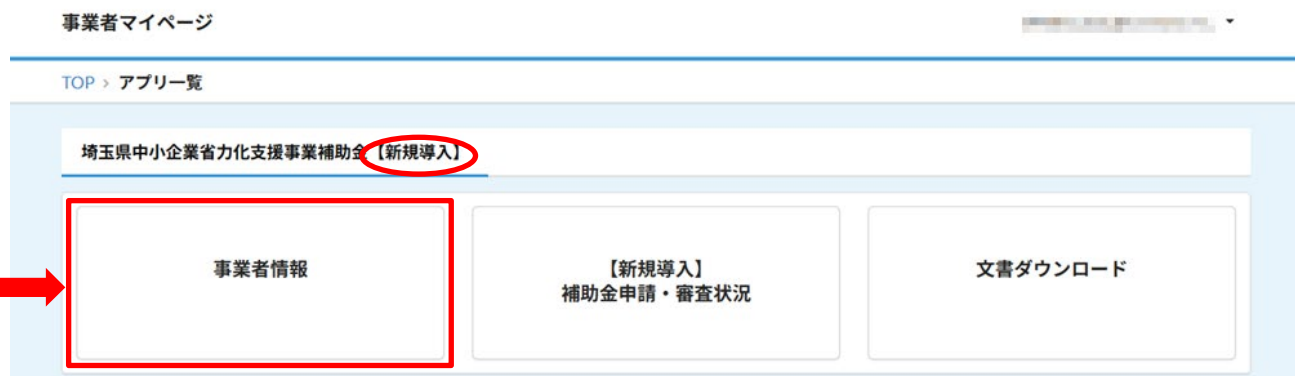 事業者マイページ
TOP › アプリ一覧
埼玉県中小企業省力化支援事業補助金【新規導入】
事業者情報
【新規導入】
補助金申請・審査状況
文書ダウンロード